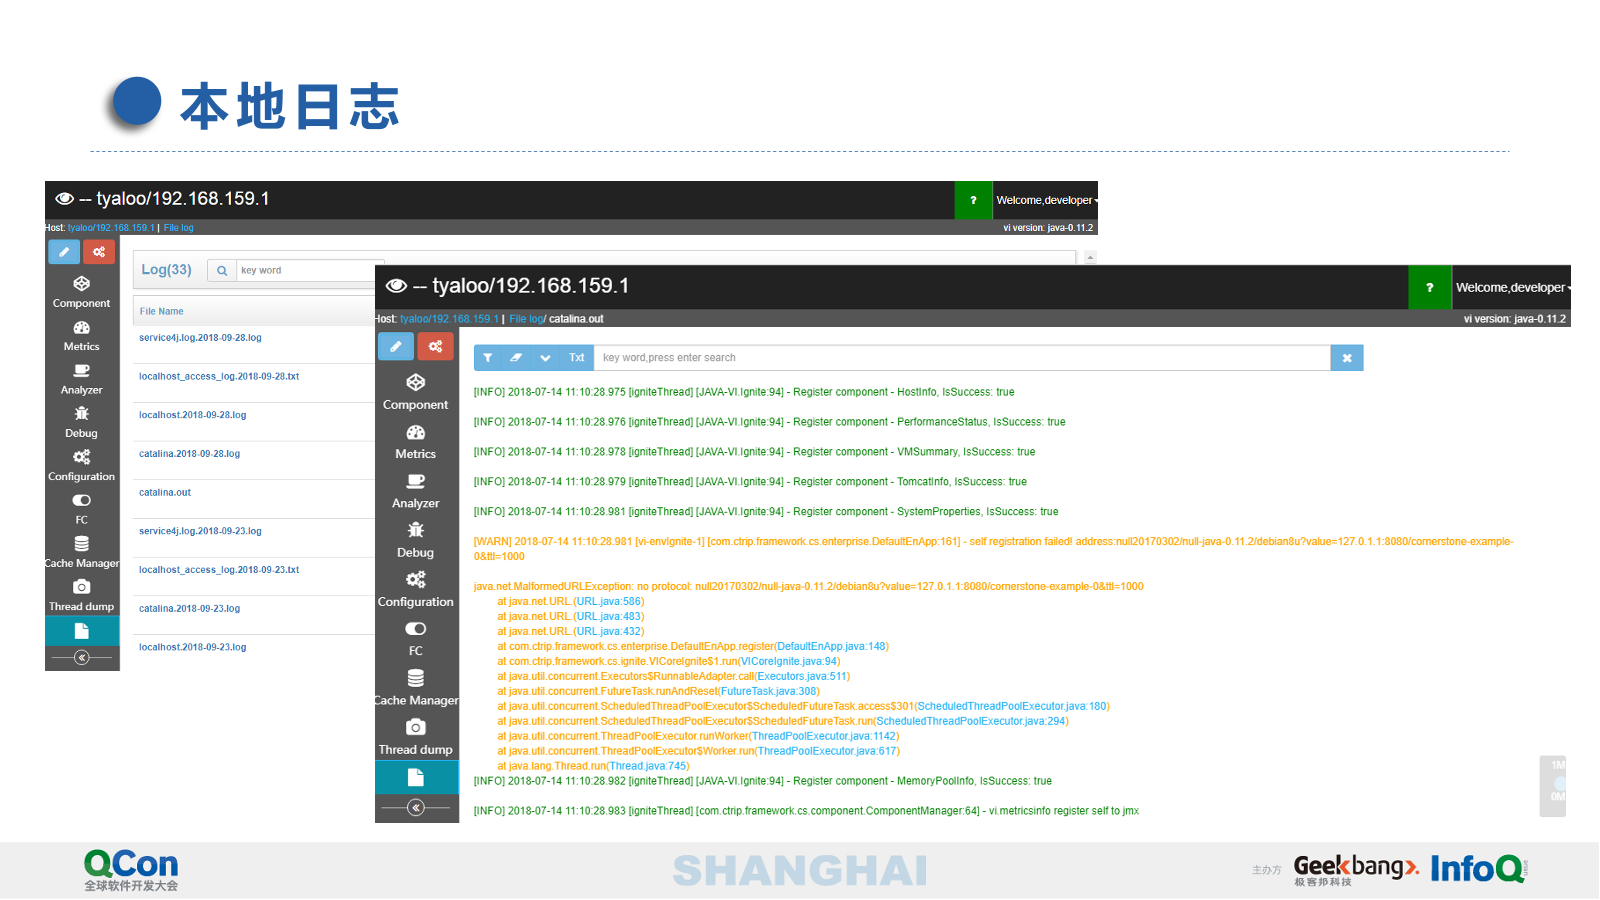 本地日志
-- tyaloo/192.168.159.1
?
Welcome,developer
Host: tyaloo/192.168.159.1 | File log
vi version: java-0.11.2
Component
Metrics
Analyzer
Debug
Configuration
FC
Cache Manager
Thread dump
Log(33)
key word
File Name
service4j.log.2018-09-28.log
localhost_access_log.2018-09-28.txt
localhost.2018-09-28.log
catalina.2018-09-28.log
catalina.out
service4j.log.2018-09-23.log
localhost_access_log.2018-09-23.txt
catalina.2018-09-23.log
localhost.2018-09-23.log
-- tyaloo/192.168.159.1
?
Welcome,developer
Host: tyaloo/192.168.159.1 | File log/ catalina.out
vi version: java-0.11.2
Component
Metrics
Analyzer
Debug
Configuration
FC
Cache Manager
Thread dump
Txt
key word,press enter search
[INFO] 2018-07-14 11:10:28.975 [igniteThread] [JAVA-VI.Ignite:94] - Register component - HostInfo, IsSuccess: true
[INFO] 2018-07-14 11:10:28.976 [igniteThread] [JAVA-VI.Ignite:94] - Register component - PerformanceStatus, IsSuccess: true
[INFO] 2018-07-14 11:10:28.978 [igniteThread] [JAVA-VI.Ignite:94] - Register component - VMSummary, IsSuccess: true
[INFO] 2018-07-14 11:10:28.979 [igniteThread] [JAVA-VI.Ignite:94] - Register component - TomcatInfo, IsSuccess: true
[INFO] 2018-07-14 11:10:28.981 [igniteThread] [JAVA-VI.Ignite:94] - Register component - SystemProperties, IsSuccess: true
[WARN] 2018-07-14 11:10:28.981 [vi-envIgnite-1] [com.ctrip.framework.cs.enterprise.DefaultEnApp:161] - self registration failed! address:null20170302/null-java-0.11.2/debian8u?value=127.0.1.1:8080/cornerstone-example-
0&ttl=1000
java.net.MalformedURLException: no protocol: null20170302/null-java-0.11.2/debian8u?value=127.0.1.1:8080/cornerstone-example-0&ttl=1000
at java.net.URL.(URL.java:586)
at java.net.URL.(URL.java:483)
at java.net.URL.(URL.java:432)
at com.ctrip.framework.cs.enterprise.DefaultEnApp.register(DefaultEnApp.java:148)
at com.ctrip.framework.cs.ignite.VICoreIgnite$1.run(VICoreIgnite.java:94)
at java.util.concurrent.Executors$RunnableAdapter.call(Executors.java:511)
at java.util.concurrent.FutureTask.runAndReset(FutureTask.java:308)
at java.util.concurrent.ScheduledThreadPoolExecutor$ScheduledFutureTask.access$301(ScheduledThreadPoolExecutor.java:180)
at java.util.concurrent.ScheduledThreadPoolExecutor$ScheduledFutureTask.run(ScheduledThreadPoolExecutor.java:294)
at java.util.concurrent.ThreadPoolExecutor.runWorker(ThreadPoolExecutor.java:1142)
at java.util.concurrent.ThreadPoolExecutor$Worker.run(ThreadPoolExecutor.java:617)
at java.lang.Thread.run(Thread.java:745)
[INFO] 2018-07-14 11:10:28.982 [igniteThread] [JAVA-VI.Ignite:94] - Register component - MemoryPoolInfo, IsSuccess: true
[INFO] 2018-07-14 11:10:28.983 [igniteThread] [com.ctrip.framework.cs.component.ComponentManager:64] - vi.metricsinfo register self to jmx
1M
0M
QCon
全球软件开发大会
SHANGHAI
主办方
Geekbang>.
极客邦科技
InfoQ